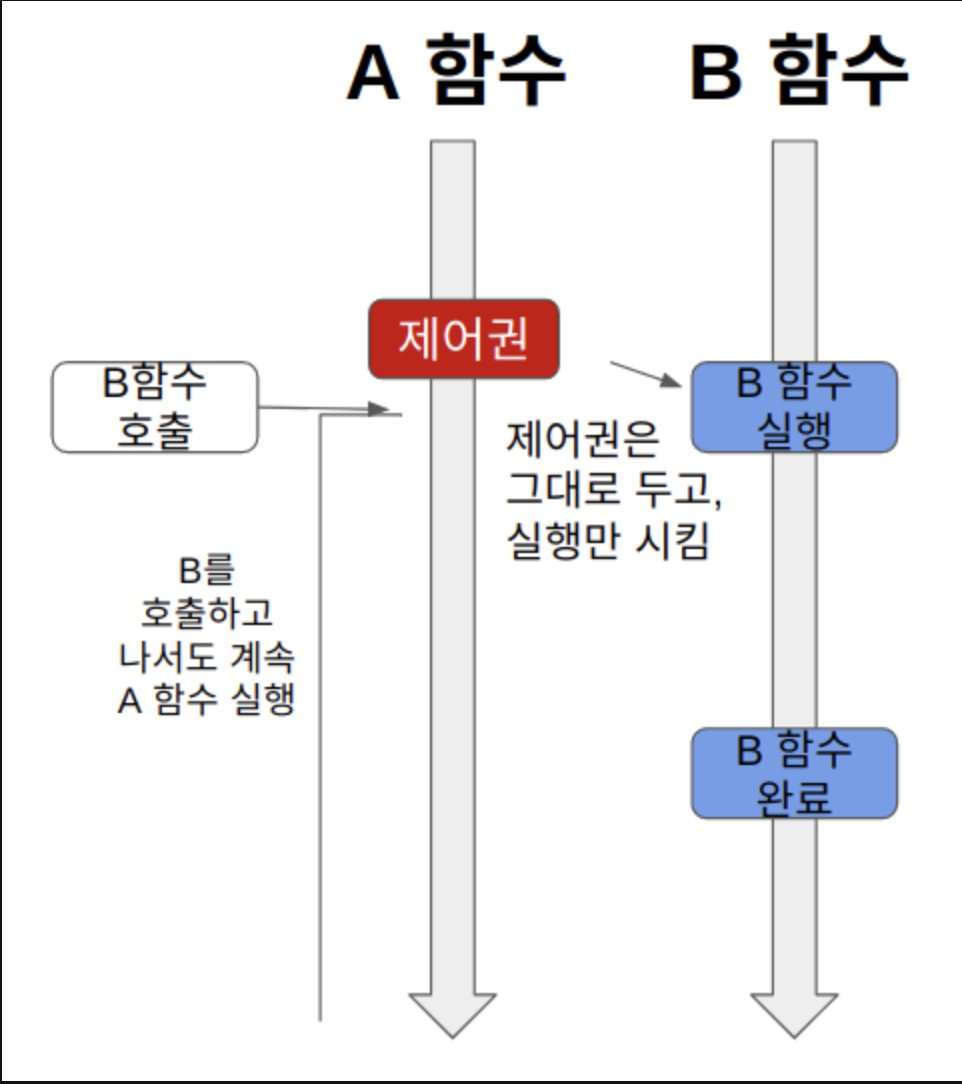 A 함수
B 함수
제어권
B함수
호출
B 함수
실행
제어권은
그대로 두고,
실행만 시킴
B를
호출하고
나서도 계속
A 함수 실행
B 함수
완료